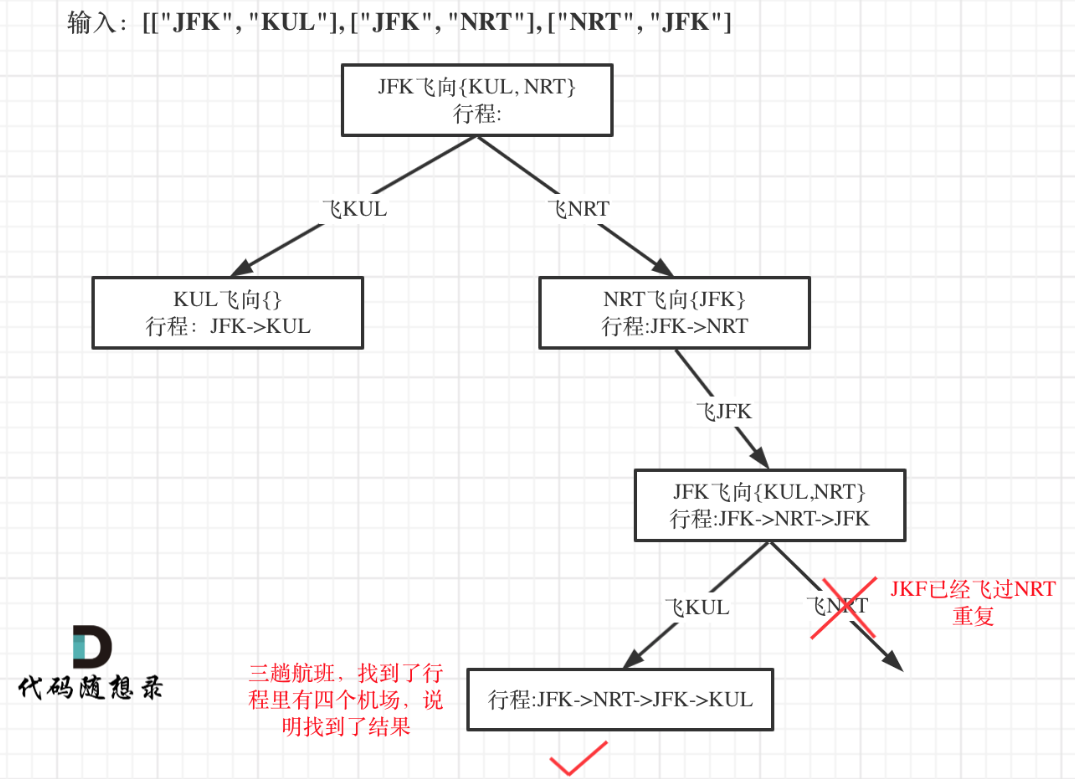 输入：[["JFK", "KUL"], ["JFK", "NRT"], ["NRT", "JFK"]
JFK飞向{KUL, NRT}
行程:
飞KUL
飞NRT
KUL飞向{}
行程：JFK->KUL
NRT飞向{JFK}
行程:JFK->NRT
飞JFK
JFK飞向{KUL,NRT}
行程:JFK->NRT->JFK
飞KUL
飞NRT
JKF已经飞过NRT
重复
三趟航班，找到了行
程里有四个机场，说
明找到了结果
行程:JFK->NRT->JFK->KUL
代码随想录